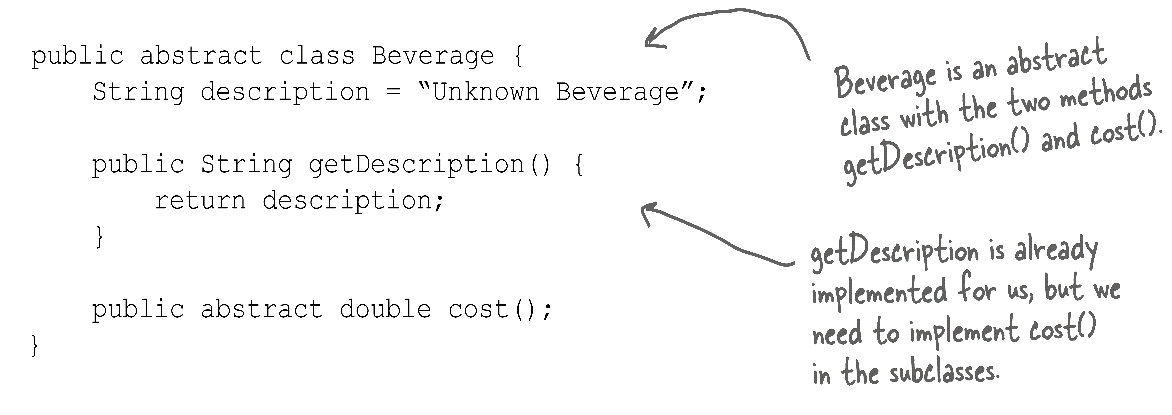 public abstract class Beverage {
String description = “Unknown Beverage”;
public String getDescription() {
return description;
}
public abstract double cost();
}
Beverage is an abstract
class with the two methods
getDescription() and cost().
getDescription is already
implemented for us, but we
need to implement cost()
in the subclasses.